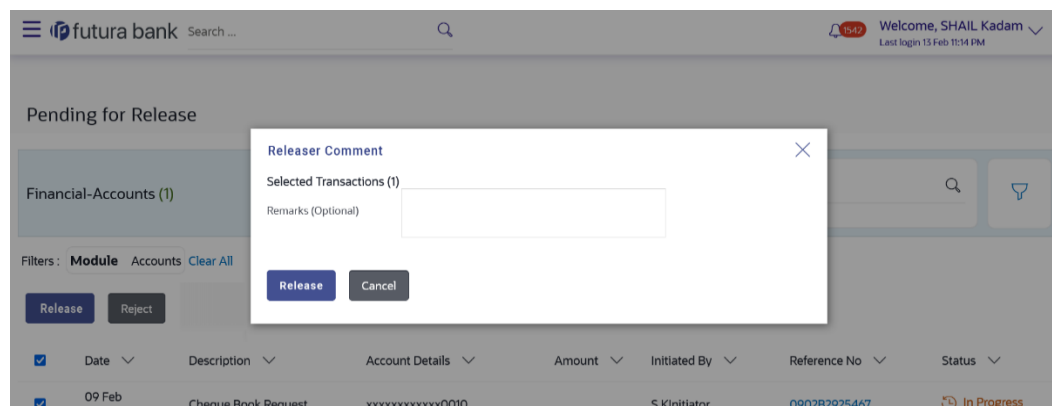 futura bank Search ... 1542 Welcome, SHAIL Kadam
Last login 13 Feb 11:14 PM
Pending for Release
Releaser Comment
Selected Transactions (1)
Remarks (Optional)
Financial-Accounts (1)
Filters : Module Accounts Clear All
Release Cancel
Release Reject
Date Description Account Details Amount Initiated By Reference No Status
09 Feb
Cheque Book Request xxxxxxxxxxxx0010 S KInitiator 0902B2925467 In Progress